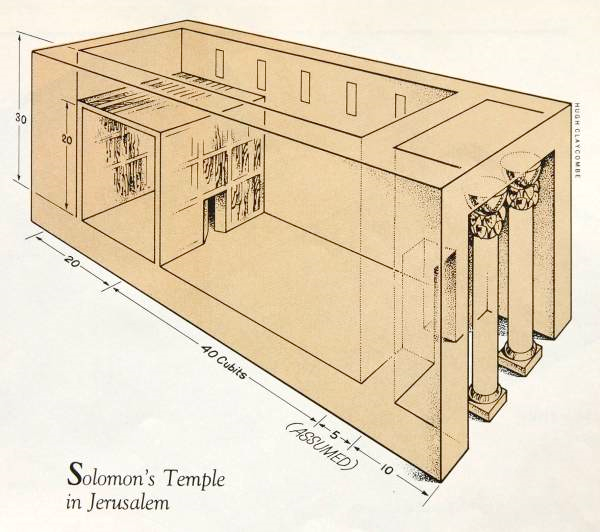 30
20
HUGH CLAYCOMBE
20
40 Cubits
5
(ASSUMED)
10
Solomon's Temple
in Jerusalem